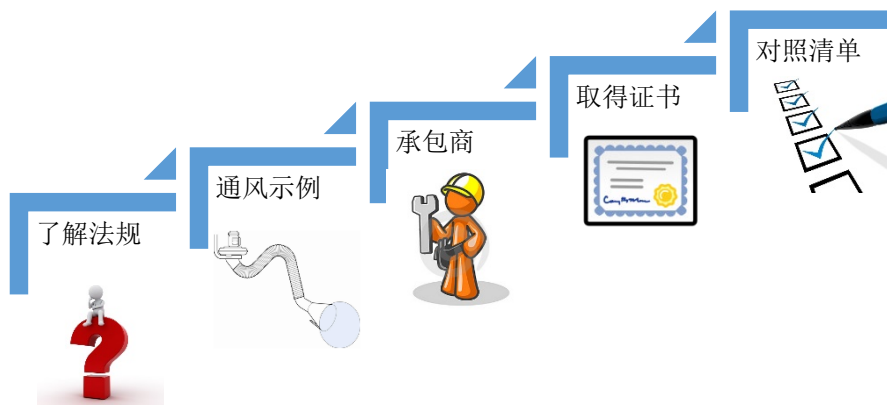 了解法规
通风示例
承包商
取得证书
对照清单